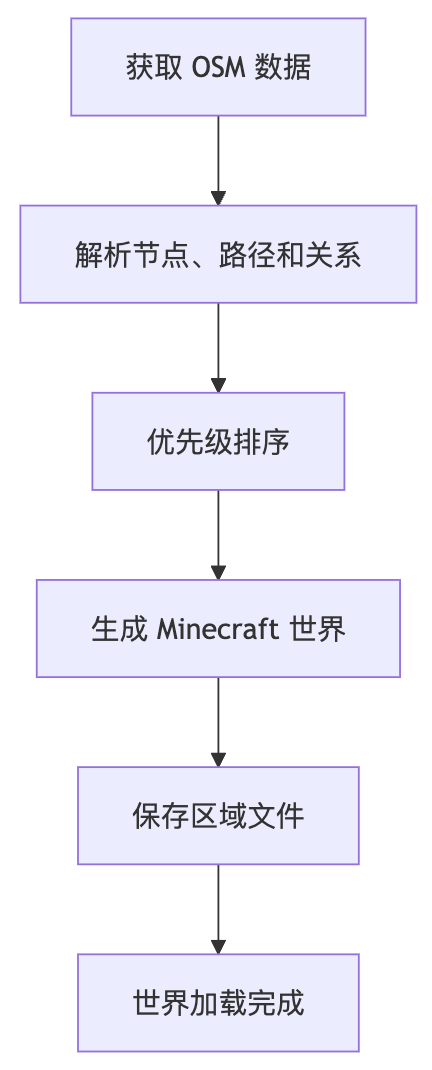 获取 OSM 数据
解析节点、路径和关系
优先级排序
生成 Minecraft 世界
保存区域文件
世界加载完成